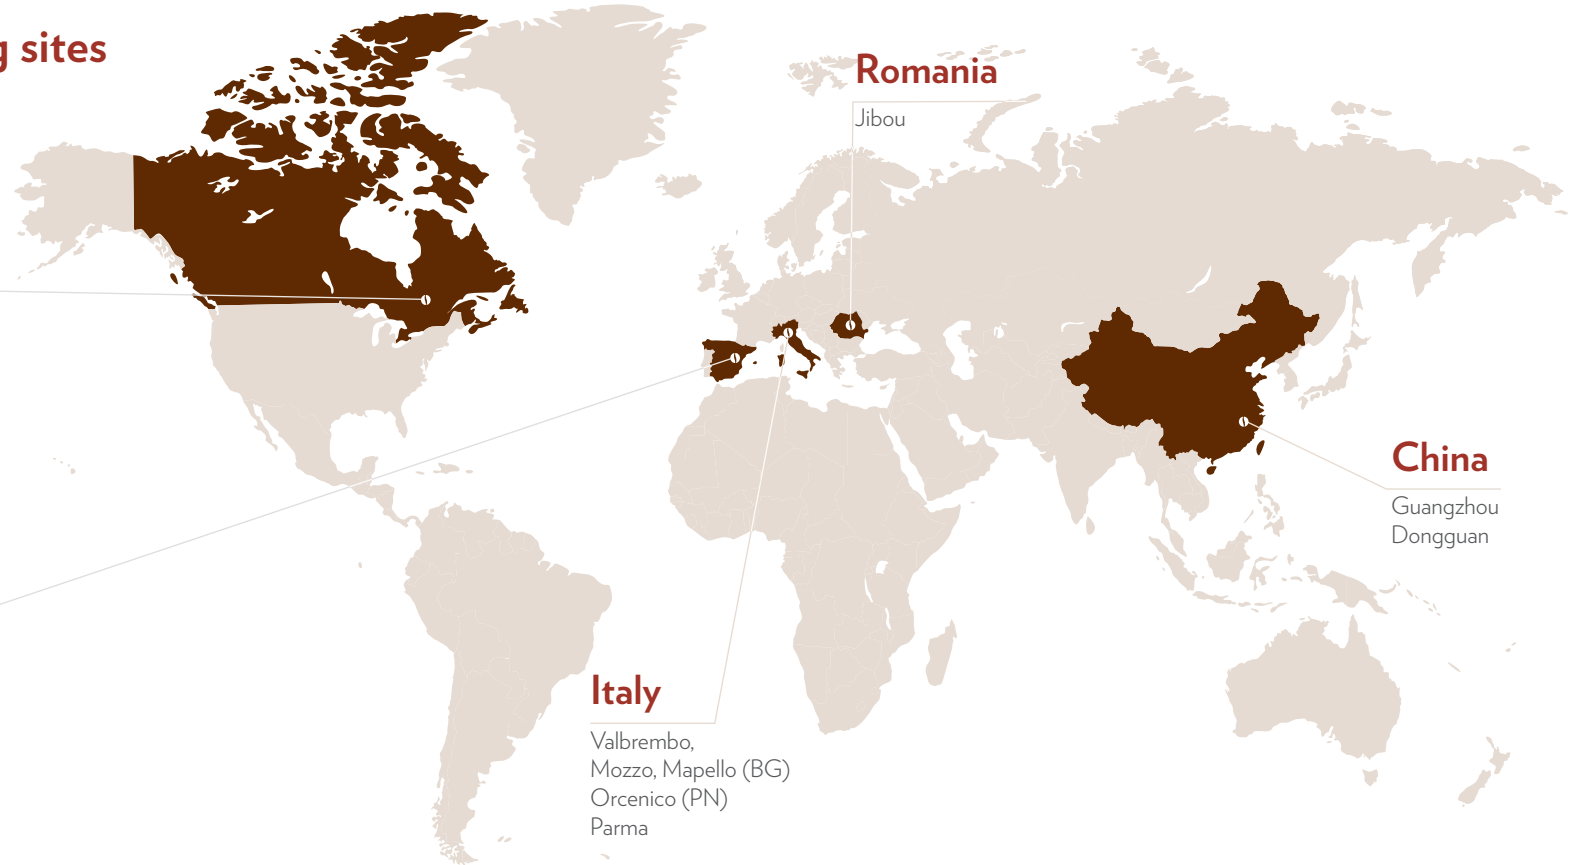 sites
Romania
Jibou
China
Guangzhou
Dongguan
Italy
Valbrembo,
Mozzo, Mapello (BG)
Orcenico (PN)
Parma